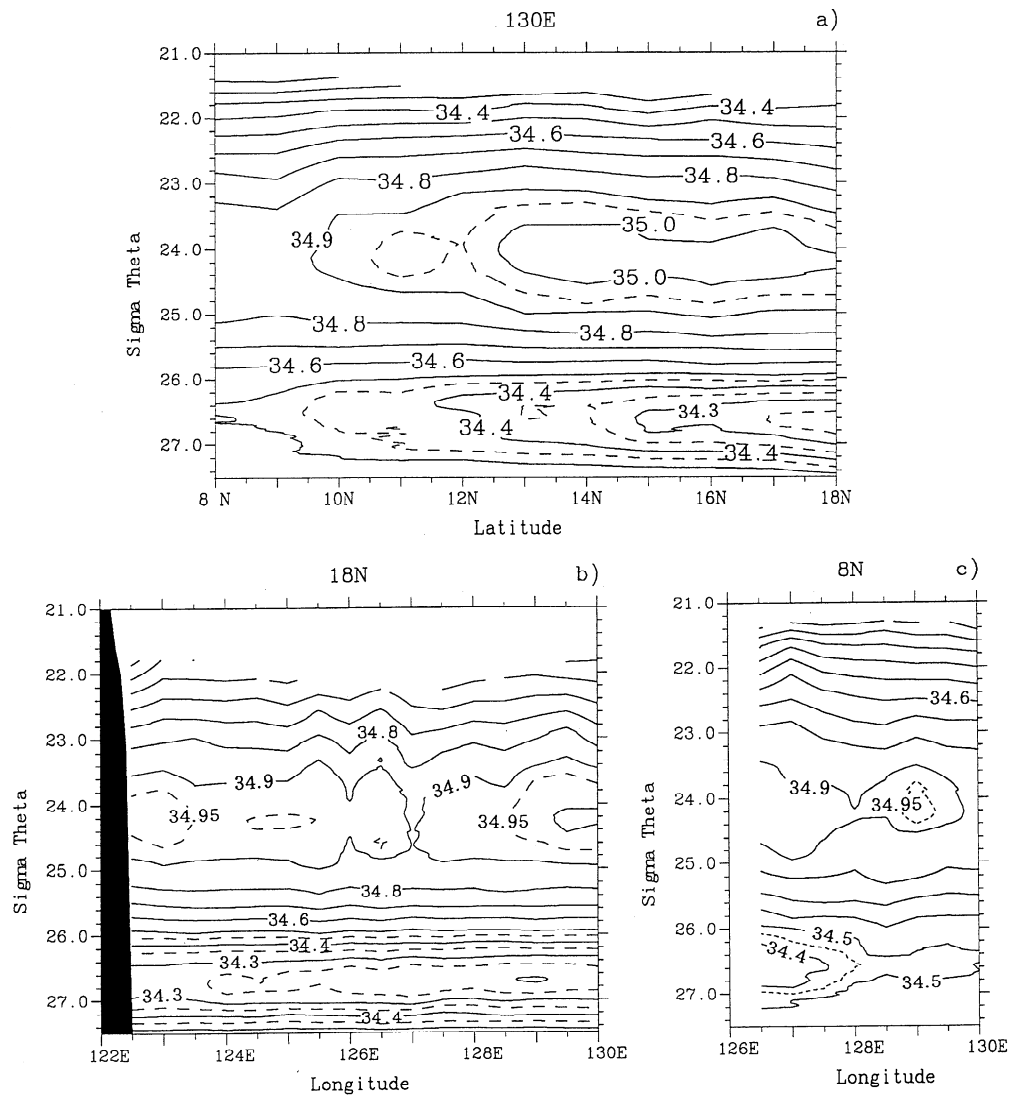 130E
a)
21.0
22.0
23.0
24.0
25.0
26.0
27.0
Sigma Theta
34.4
34.4
34.6
34.6
34.8
34.8
35.0
34.9
35.0
34.8
34.8
34.6
34.6
34.4
34.3
34.4
34.4
8 N
10N
12N
14N
16N
18N
Latitude
18N
b)
21.0
22.0
23.0
24.0
25.0
26.0
27.0
Sigma Theta
34.8
34.9
34.9
34.95
34.95
34.8
34.6
34.4
34.3
34.3
34.4
122E
124E
126E
128E
130E
Longitude
8N
c)
21.0
22.0
23.0
24.0
25.0
26.0
27.0
Sigma Theta
34.6
34.9
34.95
34.5
34.4
34.5
126E
128E
130E
Longitude